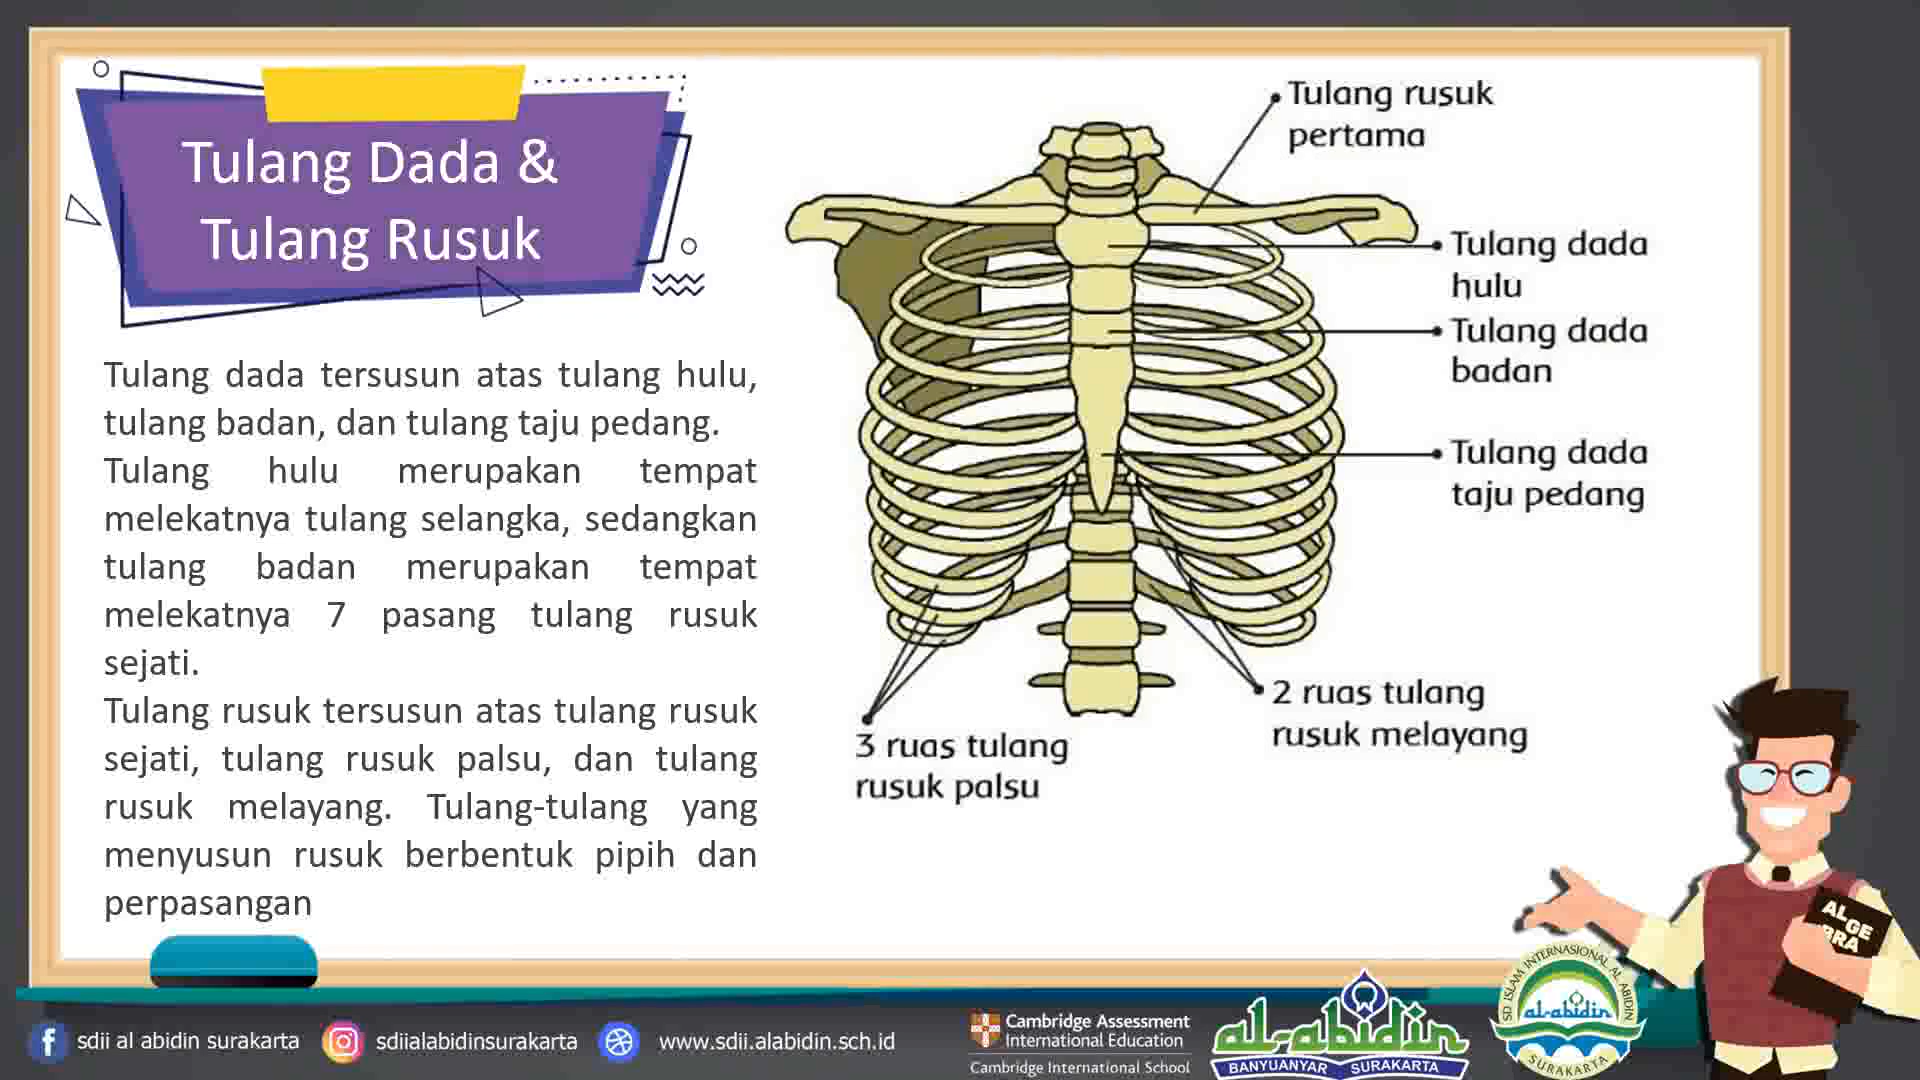 Tulang Dada &
Tulang Rusuk
Tulang dada tersusun atas tulang hulu,
tulang badan, dan tulang taju pedang.
Tulang hulu merupakan tempat
melekatnya tulang selangka, sedangkan
tulang badan merupakan tempat
melekatnya 7 pasang tulang rusuk
sejati.
Tulang rusuk tersusun atas tulang rusuk
sejati, tulang rusuk palsu, dan tulang
rusuk melayang. Tulang-tulang yang
menyusun rusuk berbentuk pipih dan
perpasangan
Tulang rusuk
pertama
Tulang dada
hulu
Tulang dada
badan
Tulang dada
taju pedang
2 ruas tulang
rusuk melayang
3 ruas tulang
rusuk palsu
ALGE
BRA
sdii al abidin surakarta
sdiialabidinsurakarta
www.sdii.alabidin.sch.id
Cambridge Assessment
International Education
Cambridge International School
al-abidin
BANYUANYAR SURAKARTA
SD ISLAM INTERNASIONAL AL ABIDIN
al-abidin
SURAKARTA